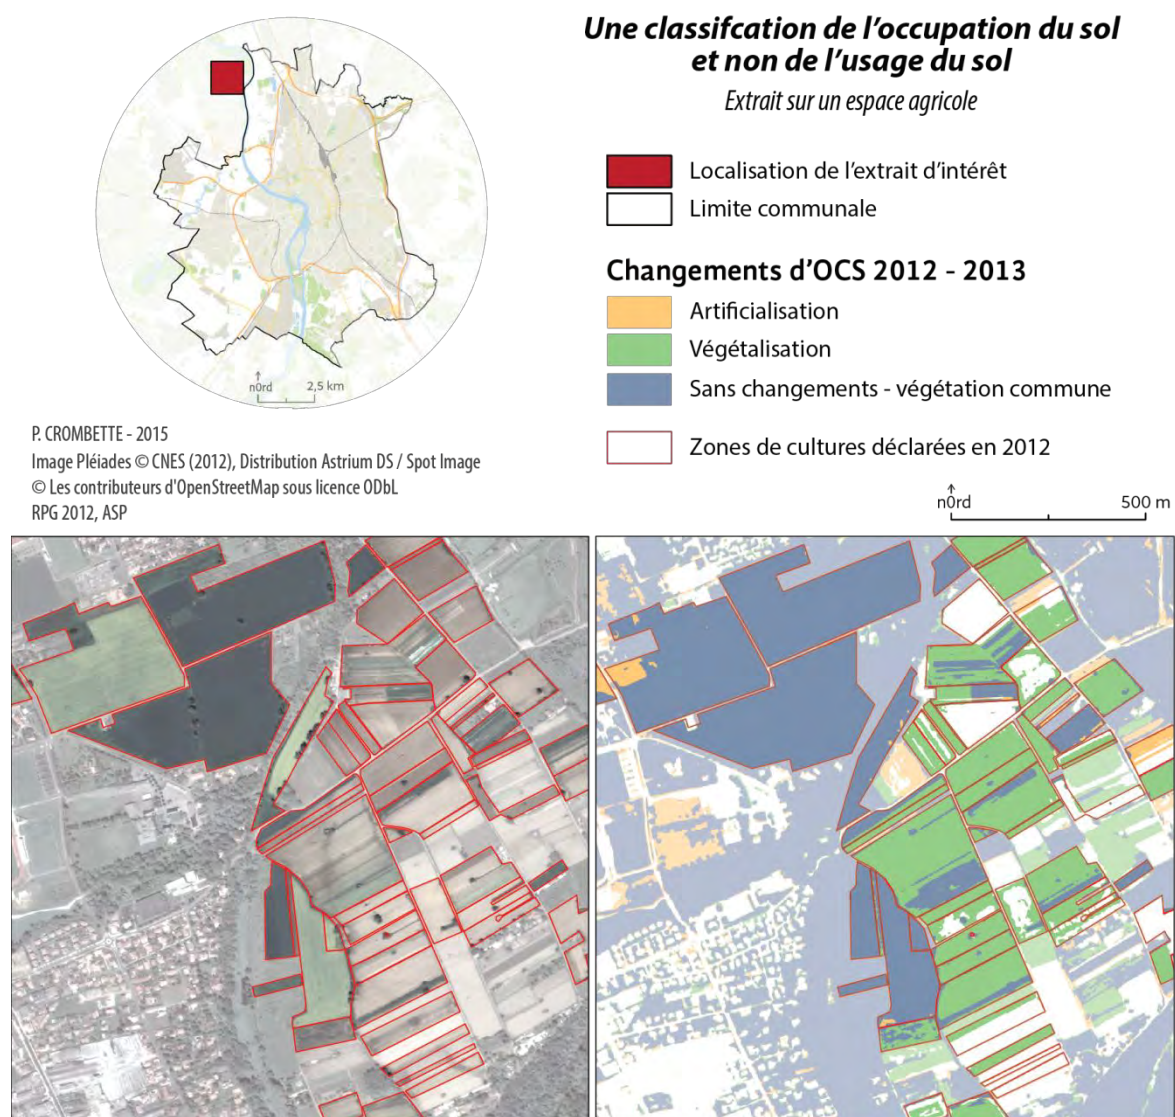 Une classifcation de l'occupation du sol
et non de l'usage du sol
Extrait sur un espace agricole
Localisation de l'extrait d'intérêt
Limite communale
Changements d'OCS 2012 - 2013
Artificialisation
Végétalisation
Sans changements - végétation commune
Zones de cultures déclarées en 2012
n0rd
2,5 km
P. CROMBETTE - 2015
Image Pléiades © CNES (2012), Distribution Astrium DS / Spot Image
© Les contributeurs d'OpenStreetMap sous licence ODbL
RPG 2012, ASP
n0rd
500 m